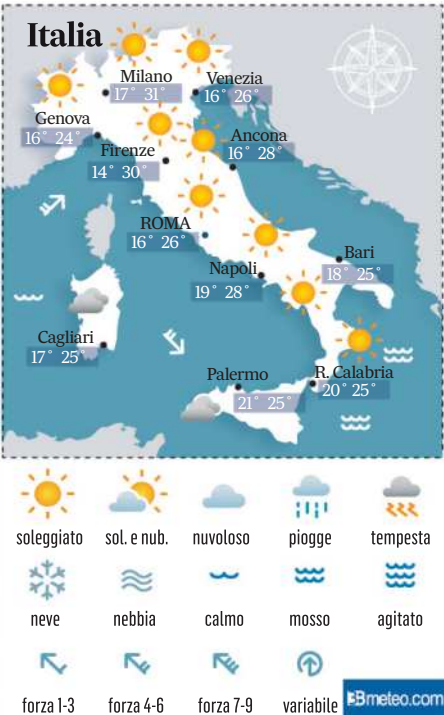 Italia
Milano
17° 31°
Venezia
16° 26°
Genova
16° 24°
Firenze
14° 30°
Ancona
16° 28°
ROMA
16° 26°
Bari
18° 25°
Napoli
19° 28°
Cagliari
17° 25°
Palermo
21° 25°
R. Calabria
20° 25°
soleggiato sol. e nub. nuvoloso piogge tempesta
neve nebbia calmo mosso agitato
forza 1-3 forza 4-6 forza 7-9 variabile
3Bmeteo.com